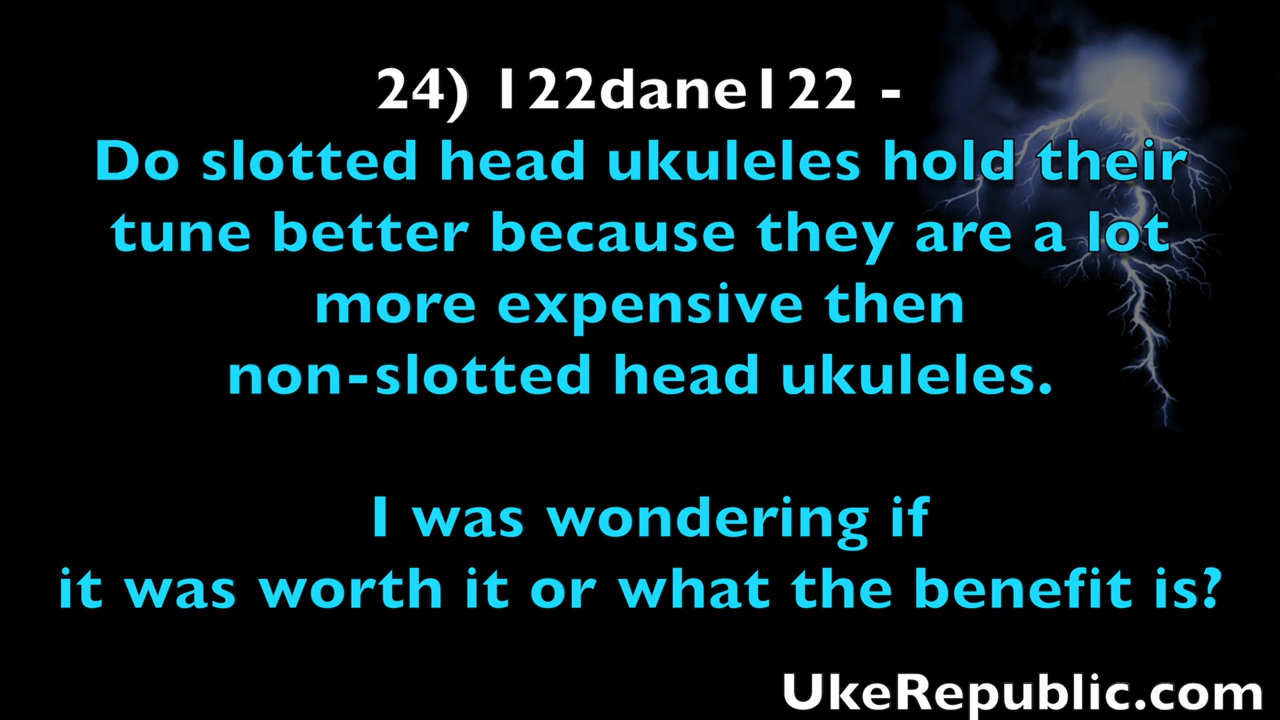 24) 122dane122 -
Do slotted head ukuleles hold their
tune better because they are a lot
more expensive then
non-slotted head ukuleles.
I was wondering if
it was worth it or what the benefit is?
UkeRepublic.com